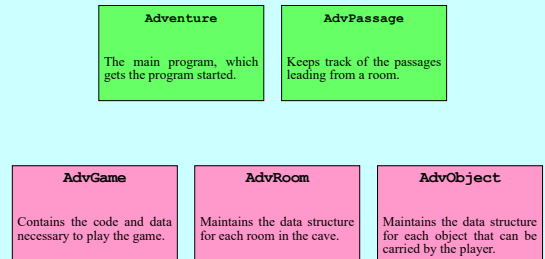 Adventure
The main program, which
gets the program started.
AdvPassage
Keeps track of the passages
leading from a room.
AdvGame
Contains the code and data
necessary to play the game.
AdvRoom
Maintains the data structure
for each room in the cave.
AdvObject
Maintains the data structure
for each object that can be
carried by the player.